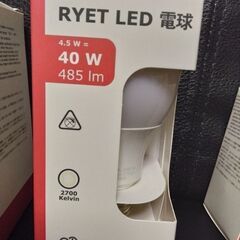 RYET LED 電球
4.5 W =
40 W
485 lm
2700
Kelvin